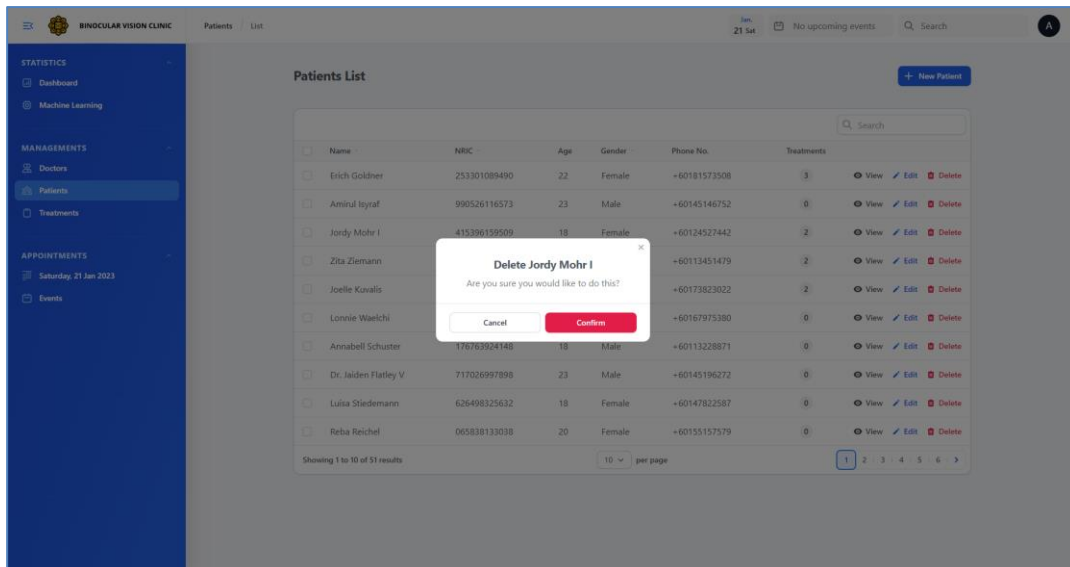 BINOCULAR VISION CLINIC
Patients / List
Jan.
21 Sat
No upcoming events
Search
A
STATISTICS
Dashboard
Machine Learning
MANAGEMENTS
Doctors
Patients
Treatments
APPOINTMENTS
Saturday, 21 Jan 2023
Events
Patients List
+ New Patient
Search
Name NRIC Age Gender Phone No. Treatments
Erich Goldner 253301089490 22 Female +60181573508 3 View Edit Delete
Amirul Isyraf 990526116573 23 Male +60145146752 0 View Edit Delete
Jordy Mohr I 415396159509 18 Female +60124527442 2 View Edit Delete
Zita Ziemann +60113451479 2 View Edit Delete
Joelle Kuvalis +60173823022 2 View Edit Delete
Lonnie Waelchi +60167975380 0 View Edit Delete
Annabell Schuster 176763924148 18 Male +60113228871 0 View Edit Delete
Dr. Jaiden Flatley V 717026997898 23 Male +60145196272 0 View Edit Delete
Luisa Stiedemann 626498325632 18 Female +60147822587 0 View Edit Delete
Reba Reichel 065838133038 20 Female +60155157579 0 View Edit Delete
Showing 1 to 10 of 51 results
10 per page
1 2 3 4 5 6
Delete Jordy Mohr I
Are you sure you would like to do this?
Cancel Confirm